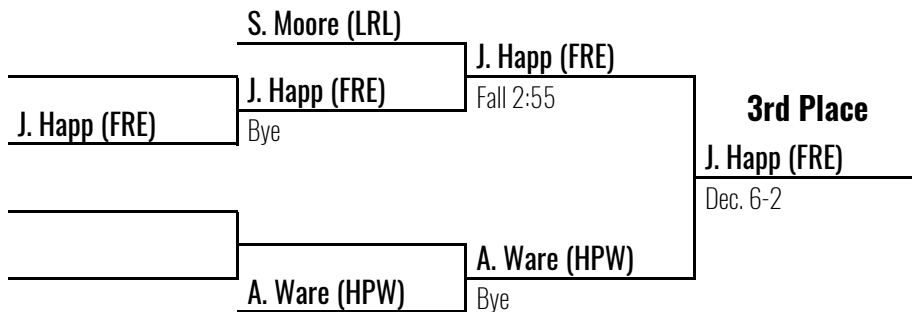 S. Moore (LRL)
J. Happ (FRE)
J. Happ (FRE)
Fall 2:55
3rd Place
J. Happ (FRE)
Bye
J. Happ (FRE)
Dec. 6-2
A. Ware (HPW)
A. Ware (HPW)
Bye